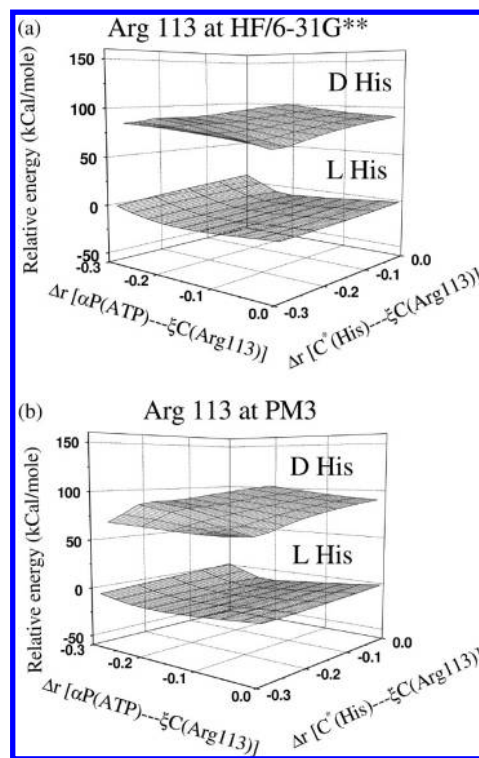 (a) Arg 113 at HF/6-31G**
Relative energy (kCal/mole)
150
100
50
0
-50
D His
L His
-0.3
-0.2
-0.1
0.0
Δr [αP(ATP)---ξC(Arg113)]
-0.3
-0.2
-0.1
0.0
Δr [C*(His)---ξC(Arg113)]
(b) Arg 113 at PM3
Relative energy (kCal/mole)
150
100
50
0
-50
D His
L His
-0.3
-0.2
-0.1
0.0
Δr [αP(ATP)---ξC(Arg113)]
-0.3
-0.2
-0.1
0.0
Δr [C*(His)---ξC(Arg113)]